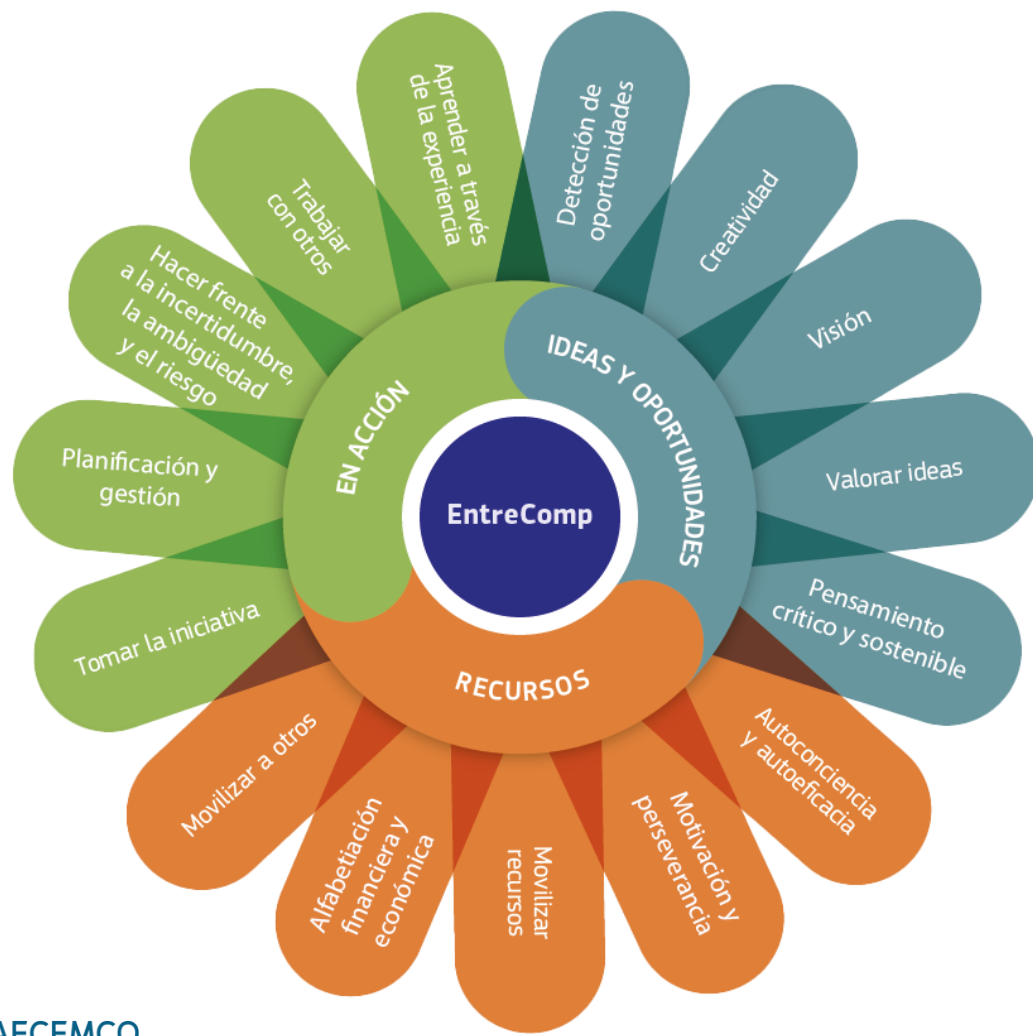 EntreComp
IDEAS Y OPORTUNIDADES
Detección de
oportunidades
Creatividad
Visión
Valorar ideas
Pensamiento
crítico y sostenible
RECURSOS
Autoconciencia
y autoeficacia
Motivación y
perseverancia
Movilizar
recursos
Alfabetiación
financiera y
económica
Movilizar a otros
EN ACCIÓN
Tomar la iniciativa
Planificación y
gestión
Hacer frente
a la incertidumbre,
la ambigüedad
y el riesgo
Trabajar
con otros
Aprender a través
de la experiencia